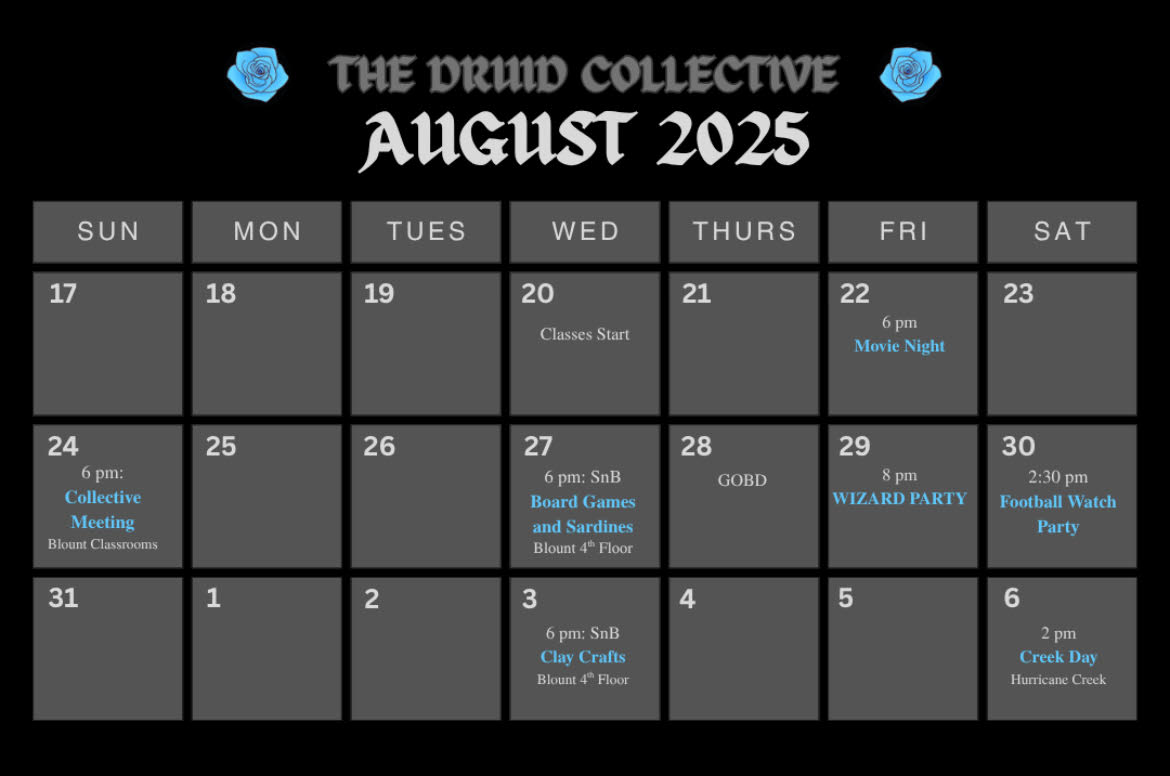 THE DRUID COLLECTIVE
AUGUST 2025
SUN MON TUES WED THURS FRI SAT
17 18 19 20 21 22 23
Classes Start
6 pm
Movie Night
24 25 26 27 28 29 30
6 pm:
Collective
Meeting
Blount Classrooms
6 pm: SnB
Board Games
and Sardines
Blount 4th Floor
GOBD
8 pm
WIZARD PARTY
2:30 pm
Football Watch
Party
31 1 2 3 4 5 6
6 pm: SnB
Clay Crafts
Blount 4th Floor
2 pm
Creek Day
Hurricane Creek